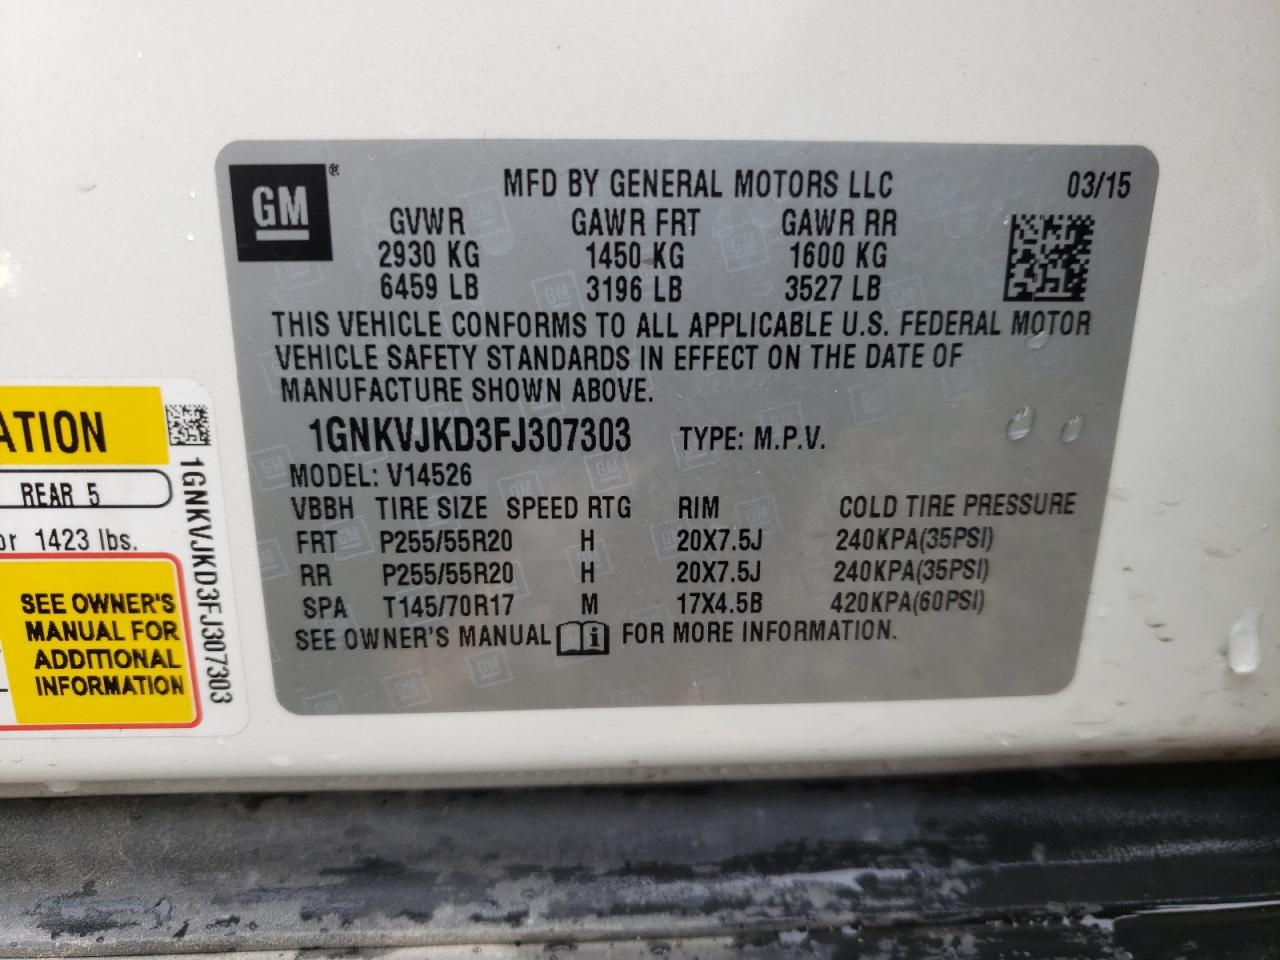 GM®
MFD BY GENERAL MOTORS LLC 03/15
GVWR GAWR FRT GAWR RR
2930 KG 1450 KG 1600 KG
6459 LB 3196 LB 3527 LB
THIS VEHICLE CONFORMS TO ALL APPLICABLE U.S. FEDERAL MOTOR
VEHICLE SAFETY STANDARDS IN EFFECT ON THE DATE OF
MANUFACTURE SHOWN ABOVE.
1GNKVJKD3FJ307303 TYPE: M.P.V.
MODEL: V14526
VBBH TIRE SIZE SPEED RTG RIM COLD TIRE PRESSURE
FRT P255/55R20 H 20X7.5J 240KPA(35PSI)
RR P255/55R20 H 20X7.5J 240KPA(35PSI)
SPA T145/70R17 M 17X4.5B 420KPA(60PSI)
SEE OWNER'S MANUAL i FOR MORE INFORMATION.
ATION
REAR 5
or 1423 lbs.
SEE OWNER'S
MANUAL FOR
ADDITIONAL
INFORMATION
1GNKVJKD3FJ307303